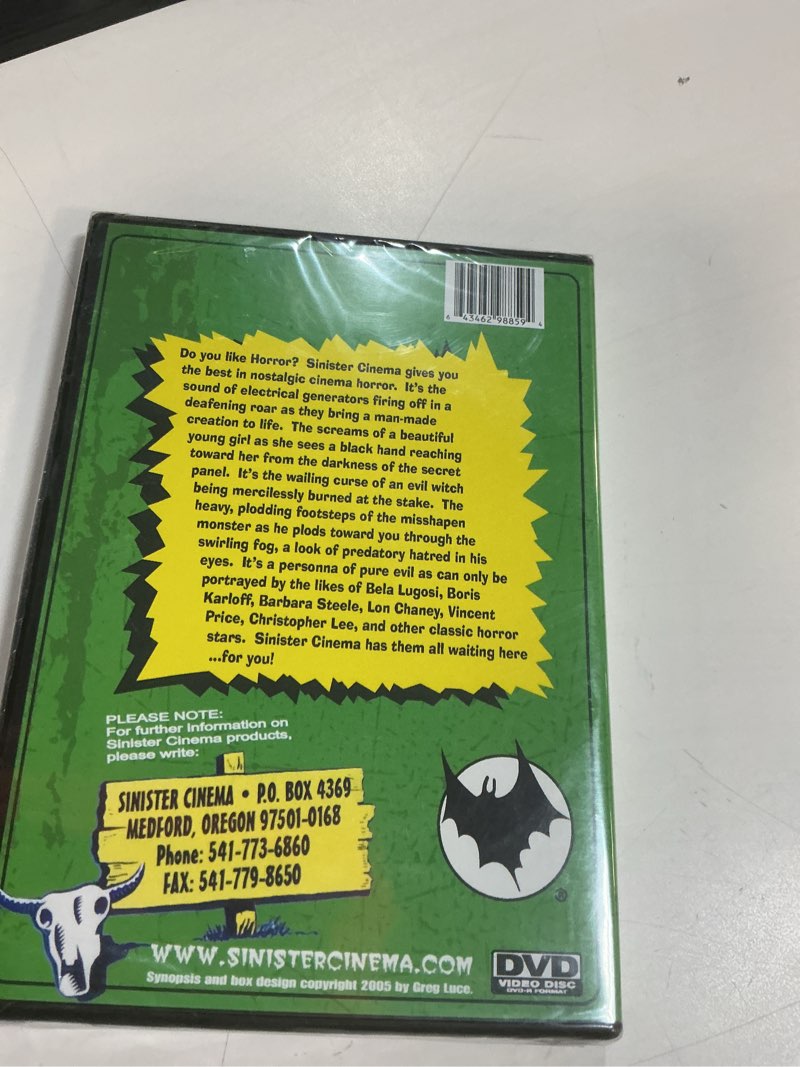 6 43462 98859 4
Do you like Horror? Sinister Cinema gives you
the best in nostalgic cinema horror. It's the
sound of electrical generators firing off in a
deafening roar as they bring a man-made
creation to life. The screams of a beautiful
young girl as she sees a black hand reaching
toward her from the darkness of the secret
panel. It's the wailing curse of an evil witch
being mercilessly burned at the stake. The
heavy, plodding footsteps of the misshapen
monster as he plods toward you through the
swirling fog, a look of predatory hatred in his
eyes. It's a personna of pure evil as can only be
portrayed by the likes of Bela Lugosi, Boris
Karloff, Barbara Steele, Lon Chaney, Vincent
Price, Christopher Lee, and other classic horror
stars. Sinister Cinema has them all waiting here
...for you!
PLEASE NOTE:
For further information on
Sinister Cinema products,
please write:
SINISTER CINEMA • P.O. BOX 4369
MEDFORD, OREGON 97501-0168
Phone: 541-773-6860
FAX: 541-779-8650
®
WWW.SINISTERCINEMA.COM
Synopsis and box design copyright 2005 by Greg Luce.
DVD
VIDEO DISC
DVD-R FORMAT